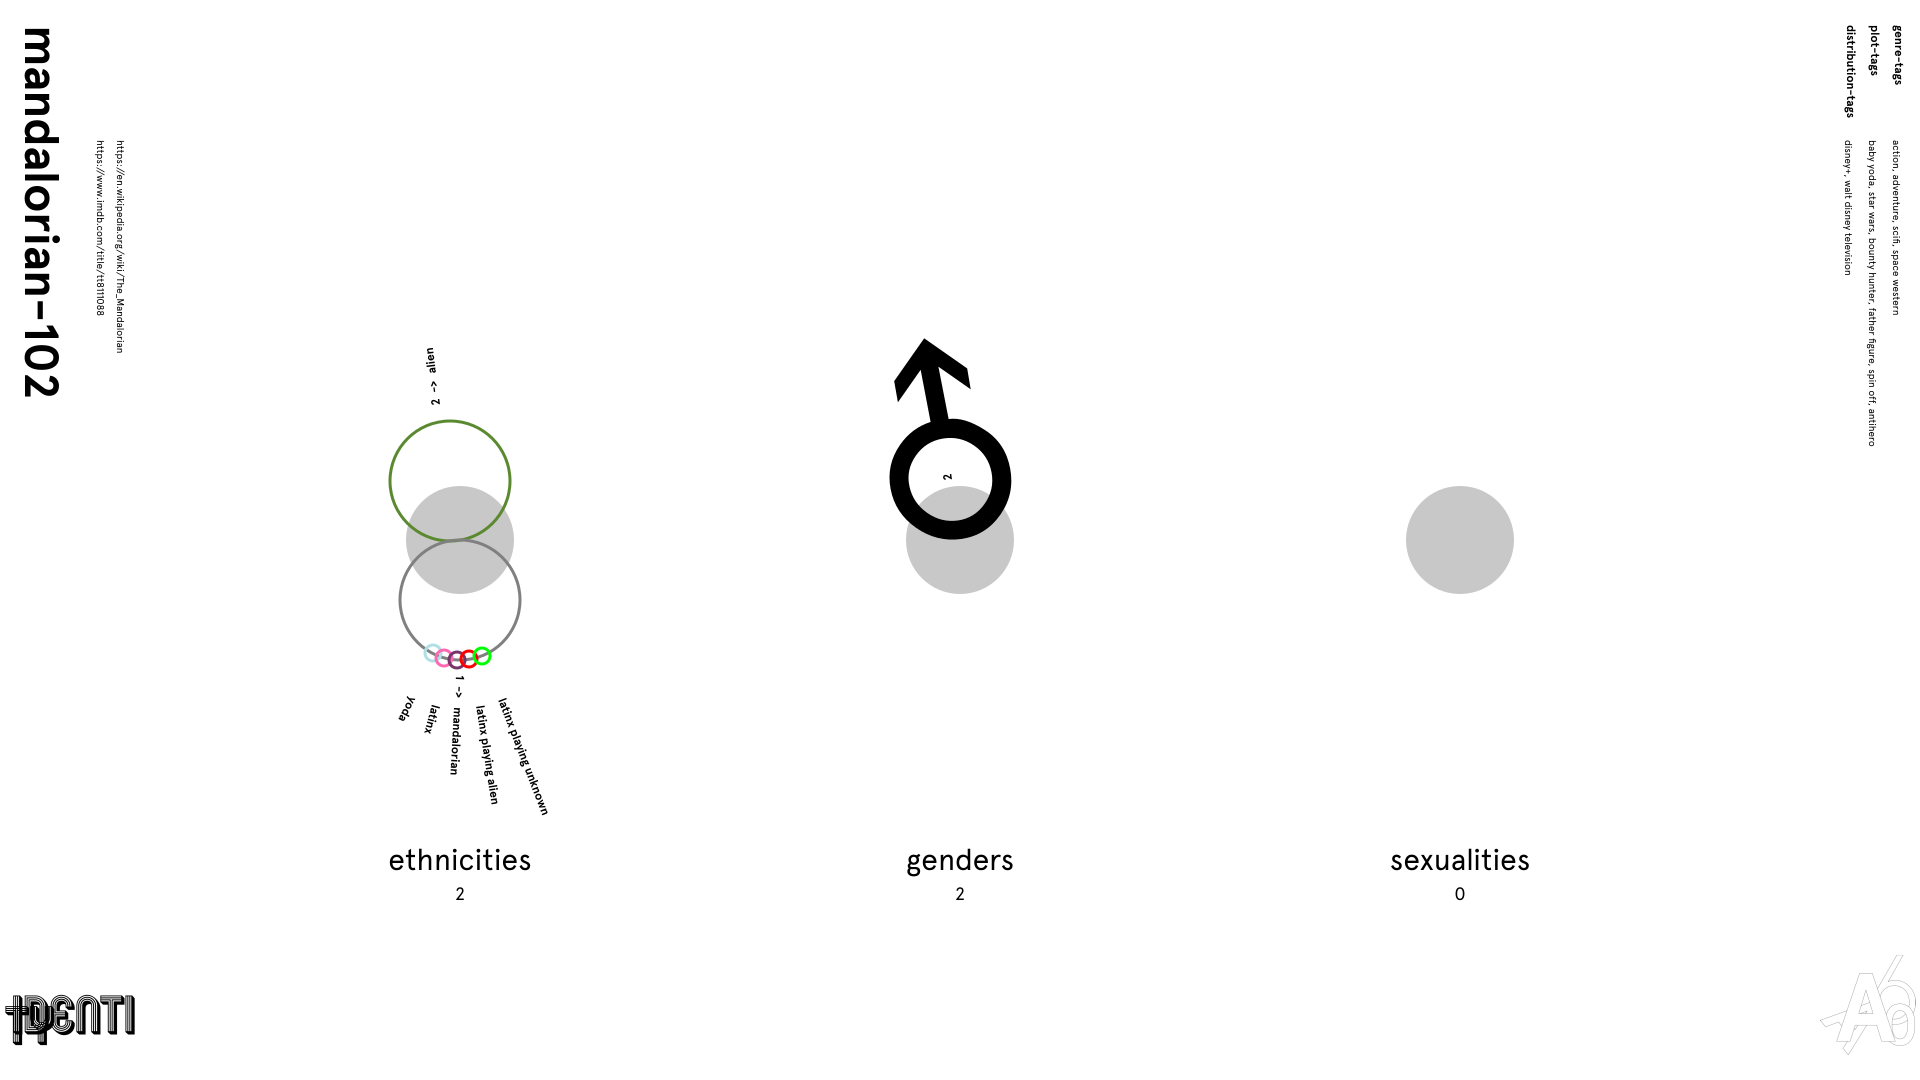 mandalorian-102
https://en.wikipedia.org/wiki/The_Mandalorian
https://www.imdb.com/title/tt8111088
genre-tags
action, adventure, scifi, space western
plot-tags
baby yoda, star wars, bounty hunter, father figure, spin off, antihero
distribution-tags
disney+, walt disney television
2 -> alien
yoda
latinx
1 -> mandalorian
latinx playing alien
latinx playing unknown
ethnicities
2
2
genders
2
sexualities
0
IDENTI